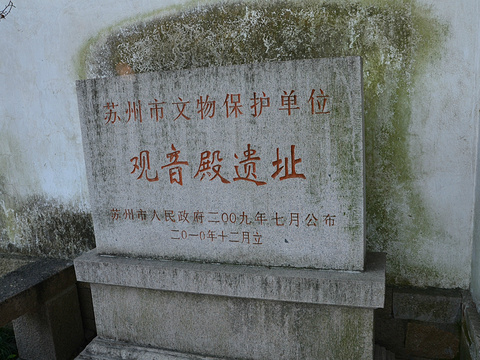 苏州市文物保护单位
观音殿遗址
苏州市人民政府二00九年七月公布
二0一0年十二月立